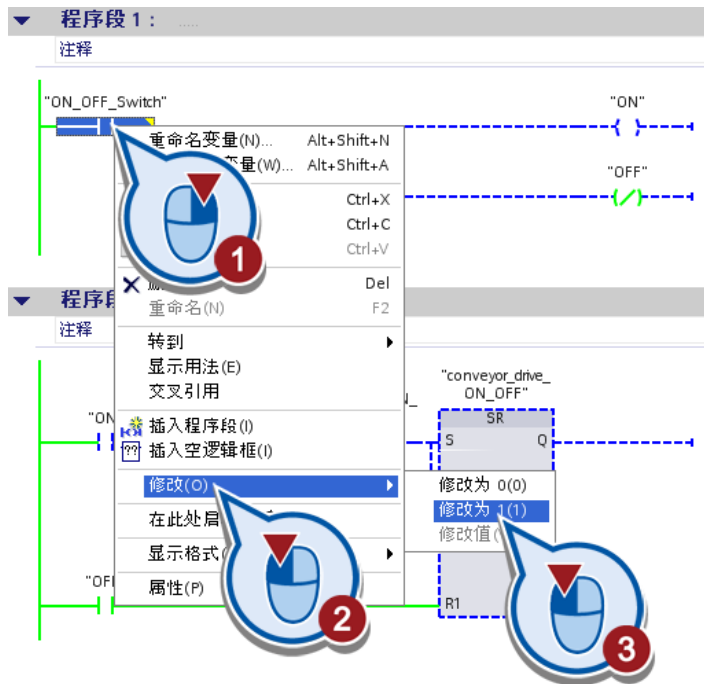 程序段 1： .....
注释
"ON_OFF_Switch"
"ON"
重命名变量(N)... Alt+Shift+N
变量(W)... Alt+Shift+A
"OFF"
Ctrl+X
Ctrl+C
Ctrl+V
1
Del
重命名(N) F2
程序段
注释
转到
显示用法(E)
交叉引用
"conveyor_drive_
ON_OFF"
"ON
SR
插入程序段(I)
S Q
插入空逻辑框(I)
修改(O)
修改为 0(0)
修改为 1(1)
修改值(
在此处启
显示格式(
"OFF
属性(P)
R1
2
3